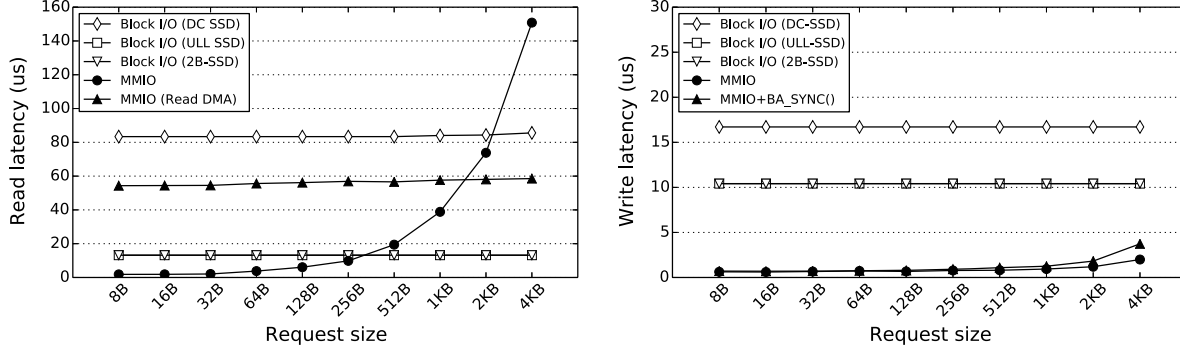 160
140
120
100
80
60
40
20
0
Read latency (us)
Block I/O (DC SSD)
Block I/O (ULL SSD)
Block I/O (2B-SSD)
MMIO
MMIO (Read DMA)
8B
16B
32B
64B
128B
256B
512B
1KB
2KB
4KB
Request size
30
25
20
15
10
5
0
Write latency (us)
Block I/O (DC-SSD)
Block I/O (ULL-SSD)
Block I/O (2B-SSD)
MMIO
MMIO+BA_SYNC()
8B
16B
32B
64B
128B
256B
512B
1KB
2KB
4KB
Request size